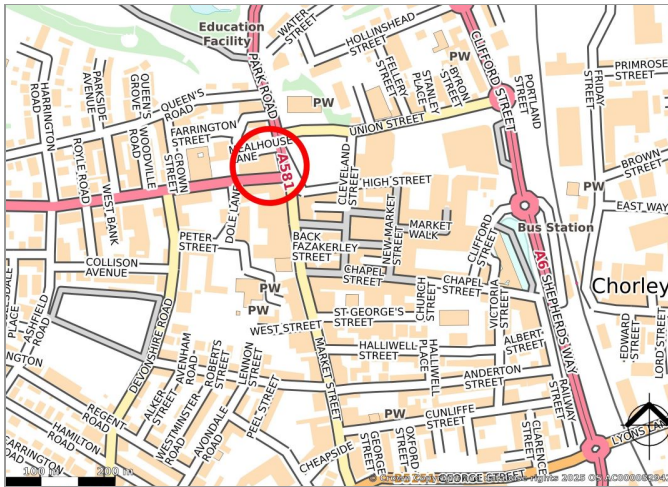 Education
Facility
WATER
STREET
HOLLINSHEAD
STREET
PW
CLIFFORD STREET
PORTLAND
STREET
PRIMROSE
STREET
FRIDAY
STREET
HARRINGTON
ROAD
PARKSIDE
AVENUE
QUEEN'S
GROVE
QUEEN'S
ROAD
PARK ROAD
FELLERY
STREET
STANLEY
PLACE
BYRON
STREET
PW
WOODVILLE
ROAD
FARRINGTON
STREET
UNION STREET
BROWN
STREET
ROYLE ROAD
CROWN
STREET
MEALHOUSE
LANE
A581
CLEVELAND
STREET
HIGH STREET
PW
WEST BANK
DOLE LANE
EAST WAY
PETER
STREET
BACK
FAZAKERLEY
STREET
NEW MARKET
STREET
MARKET
WALK
CLIFFORD
STREET
Bus Station
COLLISON
AVENUE
CHAPEL
STREET
CHAPEL
STREET
A6
Chorley
PLACE
ASHFIELD
ROAD
DEVONSHIRE ROAD
PW
PW
WEST STREET
ST-GEORGE'S
STREET
CHURCH
STREET
VICTORIA
STREET
SHEPHERDS WAY
ALBERT
STREET
EDWARD
STREET
LORD STREET
HALLIWELL
STREET
HALLIWELL
PLACE
MARKET STREET
ALKER
STREET
AVENHAM
ROAD
WESTMINSTER
ROAD
ROBERTS
STREET
LENNON
STREET
AVONDALE
ROAD
PEEL STREET
ANDERTON
STREET
RAILWAY
STREET
REGENT
ROAD
HAMILTON
ROAD
CARRINGTON
ROAD
PW
CUNLIFFE
STREET
CHEAPSIDE
GEORGE
STREET
OXFORD
STREET
CLARENCE
STREET
GEORGE STREET
100 m
200 m